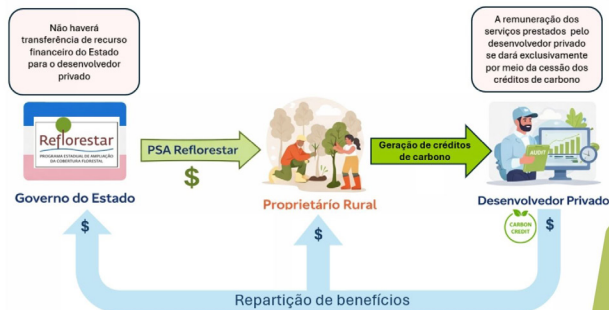 Não haverá
transferência de recurso
financeiro do Estado
para o desenvolvedor
privado
A remuneração dos
serviços prestados pelo
desenvolvedor privado
se dará exclusivamente
por meio da cessão dos
créditos de carbono
Reflorestar
PROGRAMA ESTADUAL DE AMPLIAÇÃO
DA COBERTURA FLORESTAL
PSA Reflorestar
$
Geração de créditos
de carbono
AUDIT
Governo do Estado
Proprietário Rural
Desenvolvedor Privado
$
$
CARBON
CREDIT
$
Repartição de benefícios